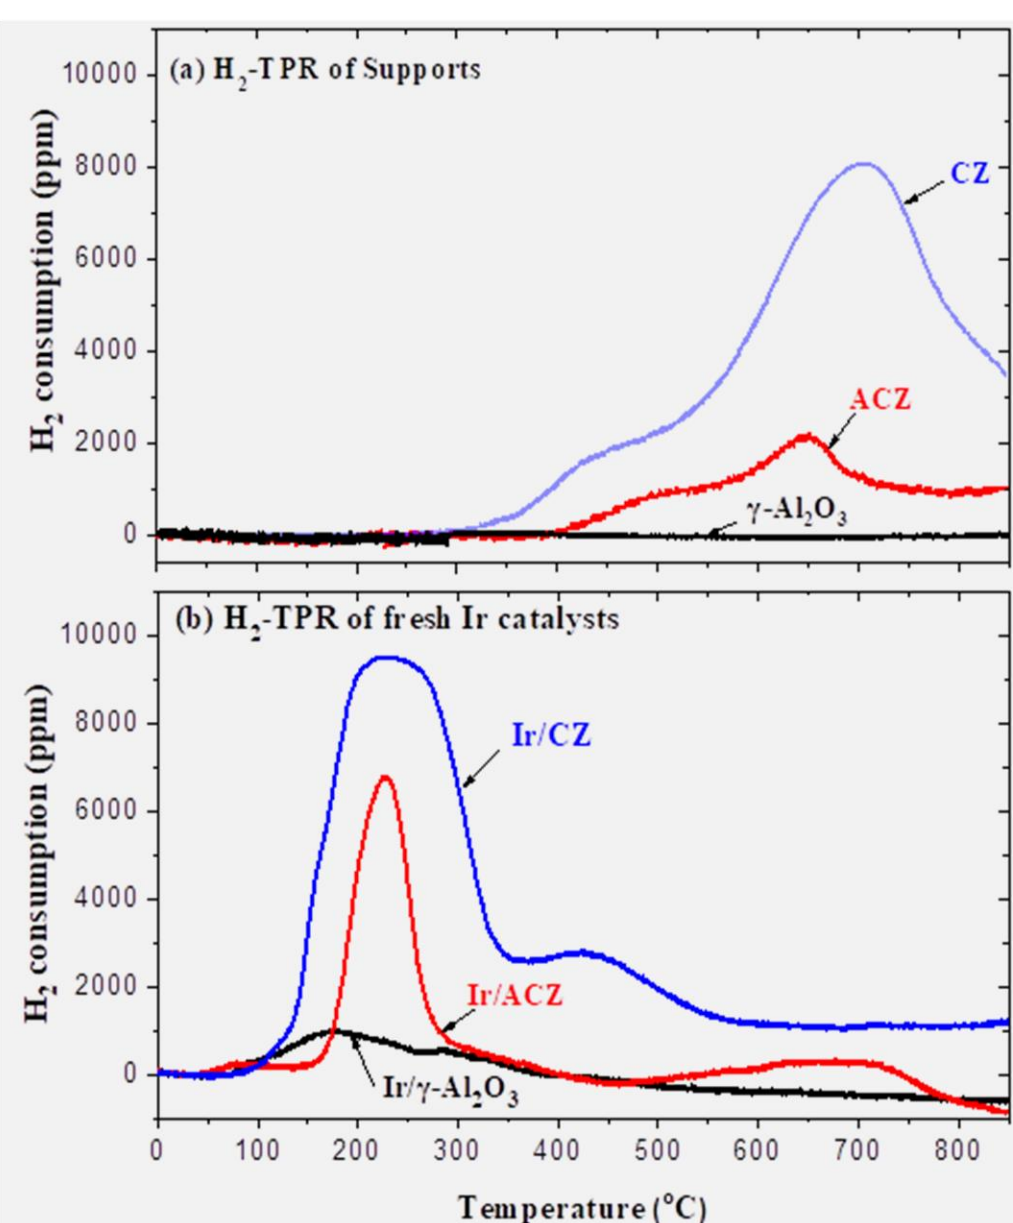 (a) H₂-TPR of Supports
10000
8000
6000
4000
2000
0
H₂ consumption (ppm)
CZ
ACZ
γ-Al₂O₃
(b) H₂-TPR of fresh Ir catalysts
10000
8000
6000
4000
2000
0
H₂ consumption (ppm)
Ir/CZ
Ir/ACZ
Ir/γ-Al₂O₃
0 100 200 300 400 500 600 700 800
Temperature (°C)